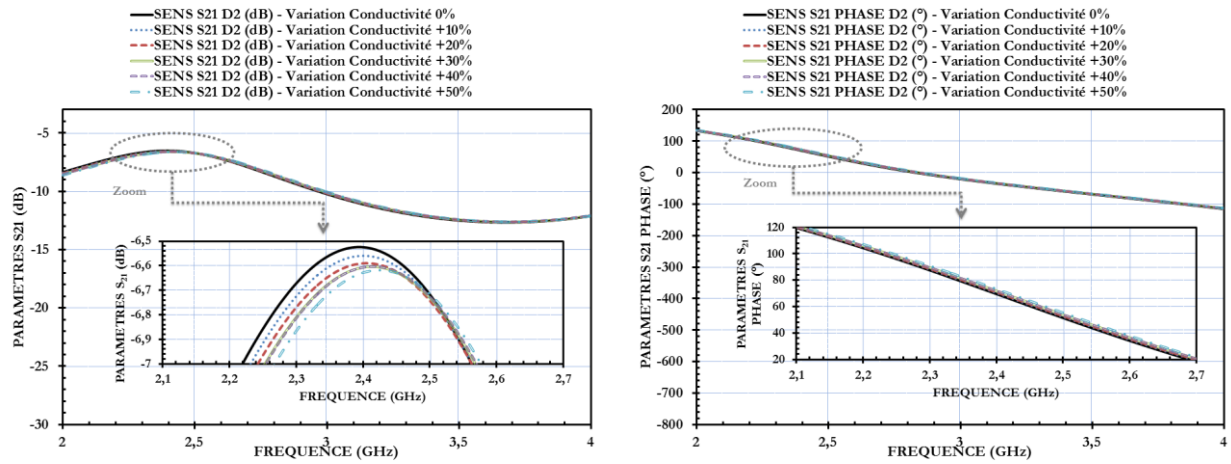 SENS S21 D2 (dB) - Variation Conductivité 0%
SENS S21 D2 (dB) - Variation Conductivité +10%
SENS S21 D2 (dB) - Variation Conductivité +20%
SENS S21 D2 (dB) - Variation Conductivité +30%
SENS S21 D2 (dB) - Variation Conductivité +40%
SENS S21 D2 (dB) - Variation Conductivité +50%
PARAMETRES S21 (dB)
-5
-10
-15
-20
-25
-30
2
2,5
3
3,5
4
FREQUENCE (GHz)
Zoom
PARAMETRES S21 (dB)
-6,5
-6,6
-6,7
-6,8
-6,9
-7
2,1
2,2
2,3
2,4
2,5
2,6
2,7
FREQUENCE (GHz)
SENS S21 PHASE D2 (°) - Variation Conductivité 0%
SENS S21 PHASE D2 (°) - Variation Conductivité +10%
SENS S21 PHASE D2 (°) - Variation Conductivité +20%
SENS S21 PHASE D2 (°) - Variation Conductivité +30%
SENS S21 PHASE D2 (°) - Variation Conductivité +40%
SENS S21 PHASE D2 (°) - Variation Conductivité +50%
PARAMETRES S21 PHASE (°)
200
100
0
-100
-200
-300
-400
-500
-600
-700
-800
2
2,5
3
3,5
4
FREQUENCE (GHz)
Zoom
PARAMETRES S21
PHASE (°)
120
100
80
60
40
20
2,1
2,2
2,3
2,4
2,5
2,6
2,7
FREQUENCE (GHz)